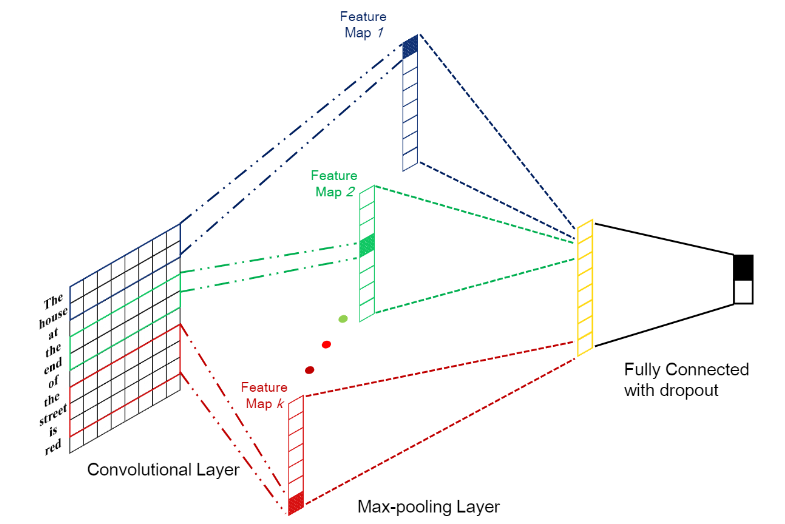 Feature
Map 1
Feature
Map 2
The
house
at
the
end
of
the
street
is
red
Feature
Map k
Fully Connected
with dropout
Convolutional Layer
Max-pooling Layer